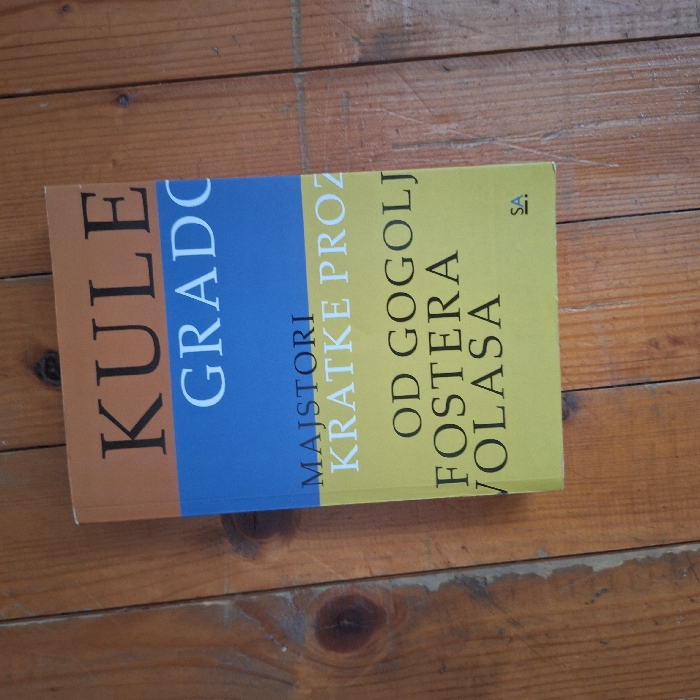 KULE
GRADO
MAJSTORI
KRATKE PROZ
OD GOGOLJ
FOSTERA
VOLASA
SA.